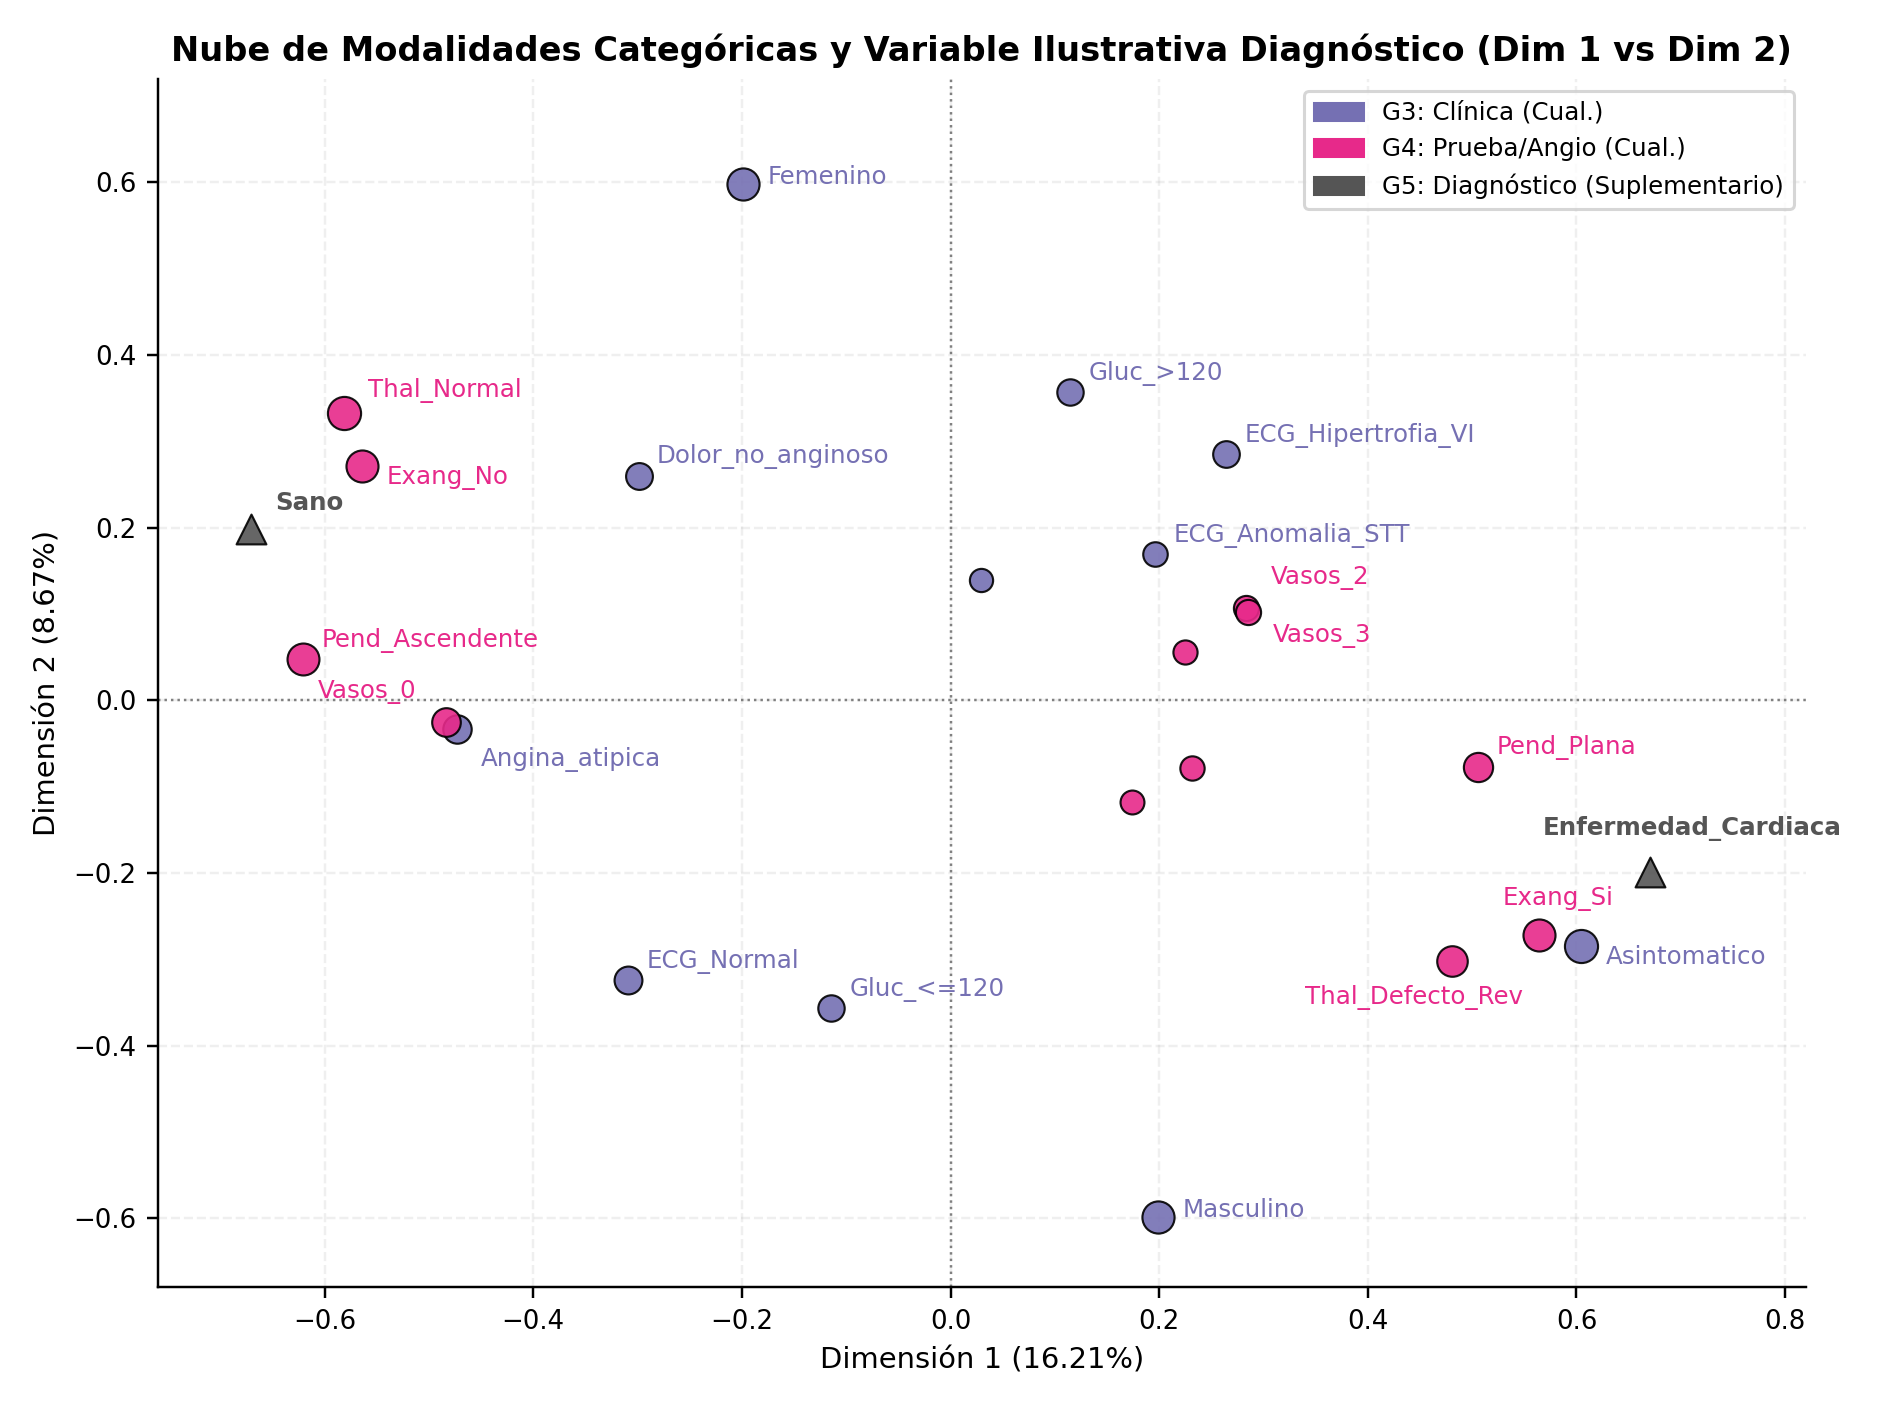 Nube de Modalidades Categóricas y Variable Ilustrativa Diagnóstico (Dim 1 vs Dim 2)
G3: Clínica (Cual.)
G4: Prueba/Angio (Cual.)
G5: Diagnóstico (Suplementario)
Femenino
Gluc_>120
Thal_Normal
ECG_Hipertrofia_VI
Dolor_no_anginoso
Exang_No
Sano
ECG_Anomalia_STT
Vasos_2
Vasos_3
Pend_Ascendente
Vasos_0
Angina_atipica
Pend_Plana
Enfermedad_Cardiaca
Exang_Si
Asintomatico
Thal_Defecto_Rev
ECG_Normal
Gluc_<=120
Masculino
0.6
0.4
0.2
0.0
−0.2
−0.4
−0.6
Dimensión 2 (8.67%)
−0.6
−0.4
−0.2
0.0
0.2
0.4
0.6
0.8
Dimensión 1 (16.21%)